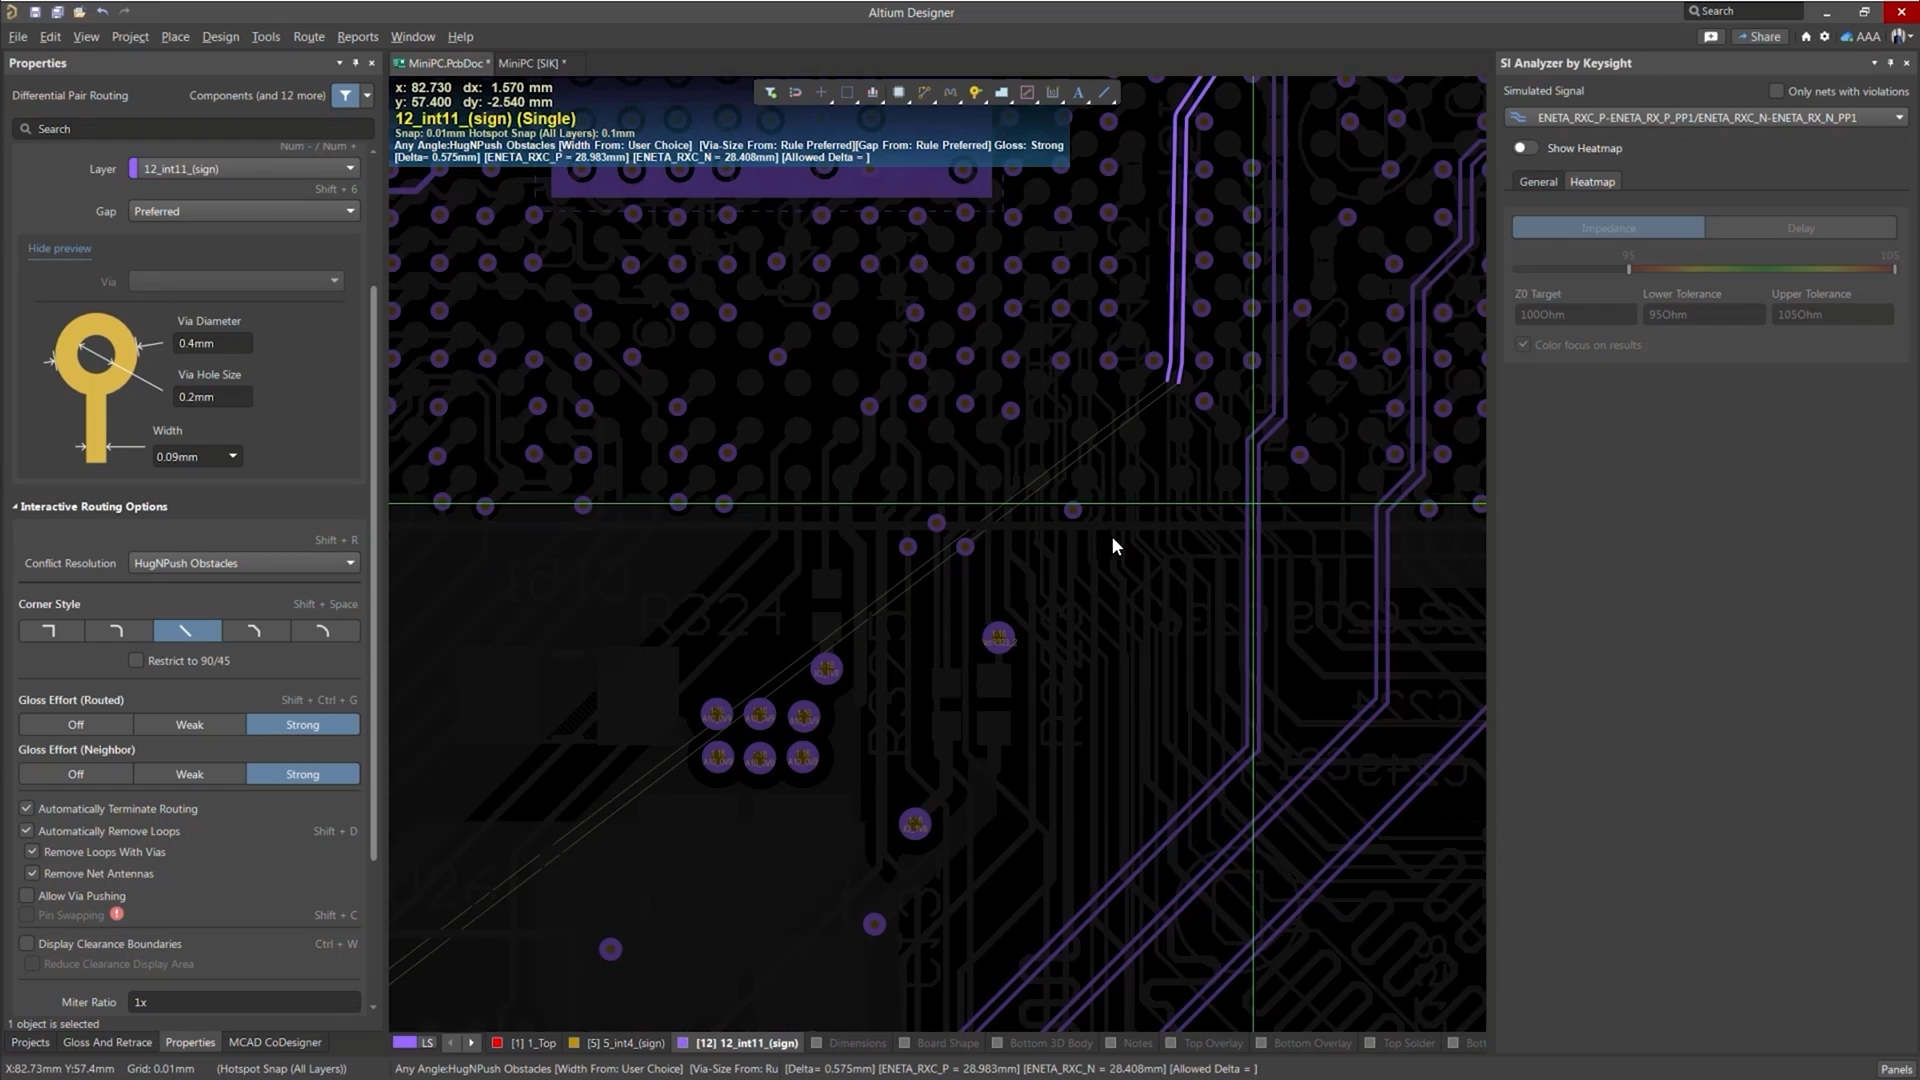 Altium Designer
Search
File Edit View Project Place Design Tools Route Reports Window Help
Share AAA
Properties
MiniPC.PcbDoc * MiniPC [SIK] *
SI Analyzer by Keysight
Differential Pair Routing Components (and 12 more)
Search
Num - / Num +
Layer 12_int11_(sign)
Shift + 6
Gap Preferred
Hide preview
Via
Via Diameter
0.4mm
Via Hole Size
0.2mm
Width
0.09mm
Interactive Routing Options
Shift + R
Conflict Resolution HugNPush Obstacles
Corner Style Shift + Space
Restrict to 90/45
Gloss Effort (Routed) Shift + Ctrl + G
Off Weak Strong
Gloss Effort (Neighbor)
Off Weak Strong
Automatically Terminate Routing
Automatically Remove Loops Shift + D
Remove Loops With Vias
Remove Net Antennas
Allow Via Pushing
Pin Swapping Shift + C
Display Clearance Boundaries Ctrl + W
Reduce Clearance Display Area
Miter Ratio 1x
1 object is selected
Projects Gloss And Retrace Properties MCAD CoDesigner
x: 82.730 dx: 1.570 mm
y: 57.400 dy: -2.540 mm
12_int11_(sign) (Single)
Snap: 0.01mm Hotspot Snap (All Layers): 0.1mm
Any Angle:HugNPush Obstacles [Width From: User Choice] [Via-Size From: Rule Preferred][Gap From: Rule Preferred] Gloss: Strong
[Delta= 0.575mm] [ENETA_RXC_P = 28.983mm] [ENETA_RXC_N = 28.408mm] [Allowed Delta = ]
R324
C224
Simulated Signal Only nets with violations
ENETA_RXC_P-ENETA_RX_P_PP1/ENETA_RXC_N-ENETA_RX_N_PP1
Show Heatmap
General Heatmap
Impedance Delay
95 105
Z0 Target Lower Tolerance Upper Tolerance
100Ohm 95Ohm 105Ohm
Color focus on results
LS [1] 1_Top [5] 5_int4_(sign) [12] 12_int11_(sign) Dimensions Board Shape Bottom 3D Body Notes Top Overlay Bottom Overlay Top Solder Bott
X:82.73mm Y:57.4mm Grid: 0.01mm (Hotspot Snap (All Layers)) Any Angle:HugNPush Obstacles [Width From: User Choice] [Via-Size From: Ru [Delta= 0.575mm] [ENETA_RXC_P = 28.983mm] [ENETA_RXC_N = 28.408mm] [Allowed Delta = ] Panels